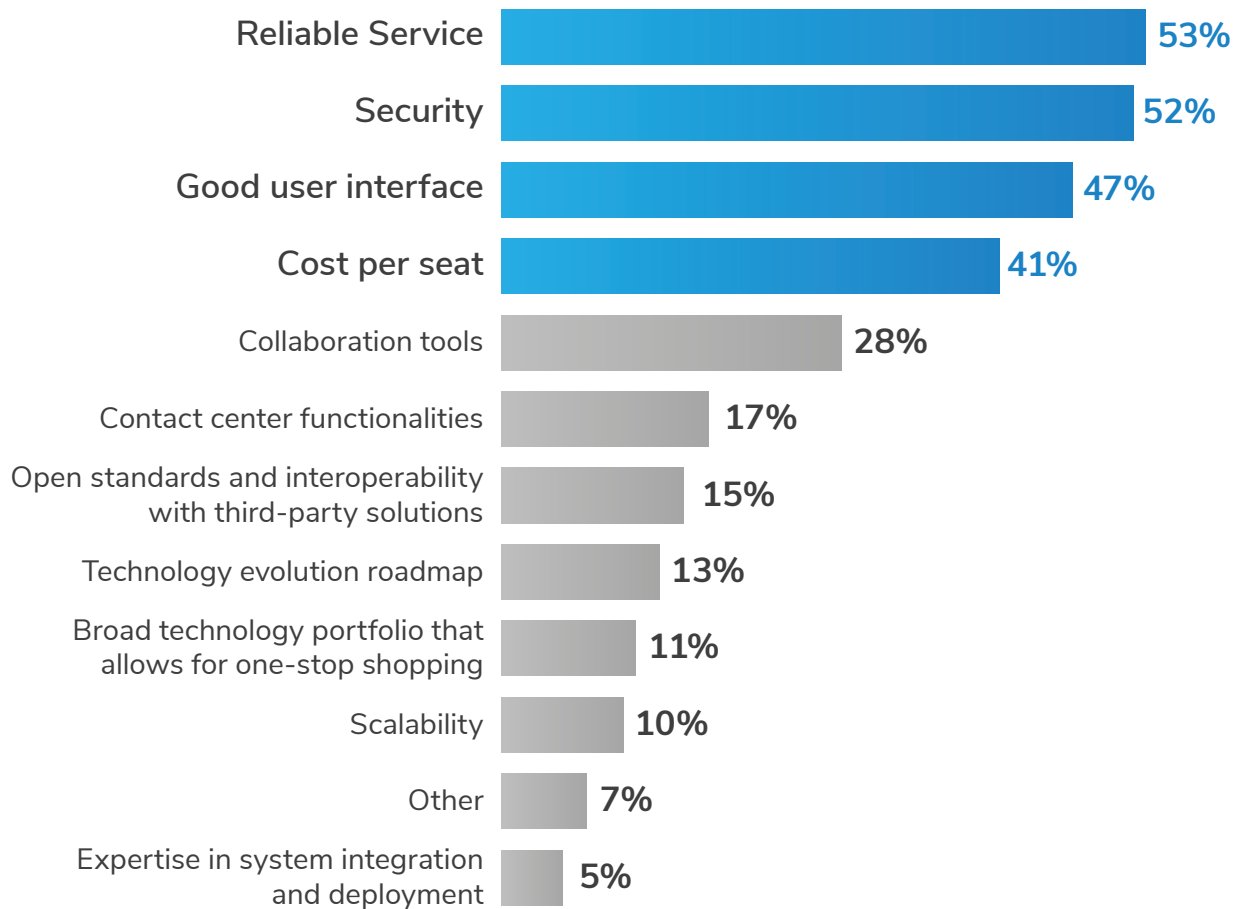 Reliable Service 53%
Security 52%
Good user interface 47%
Cost per seat 41%
Collaboration tools 28%
Contact center functionalities 17%
Open standards and interoperability
with third-party solutions 15%
Technology evolution roadmap 13%
Broad technology portfolio that
allows for one-stop shopping 11%
Scalability 10%
Other 7%
Expertise in system integration
and deployment 5%